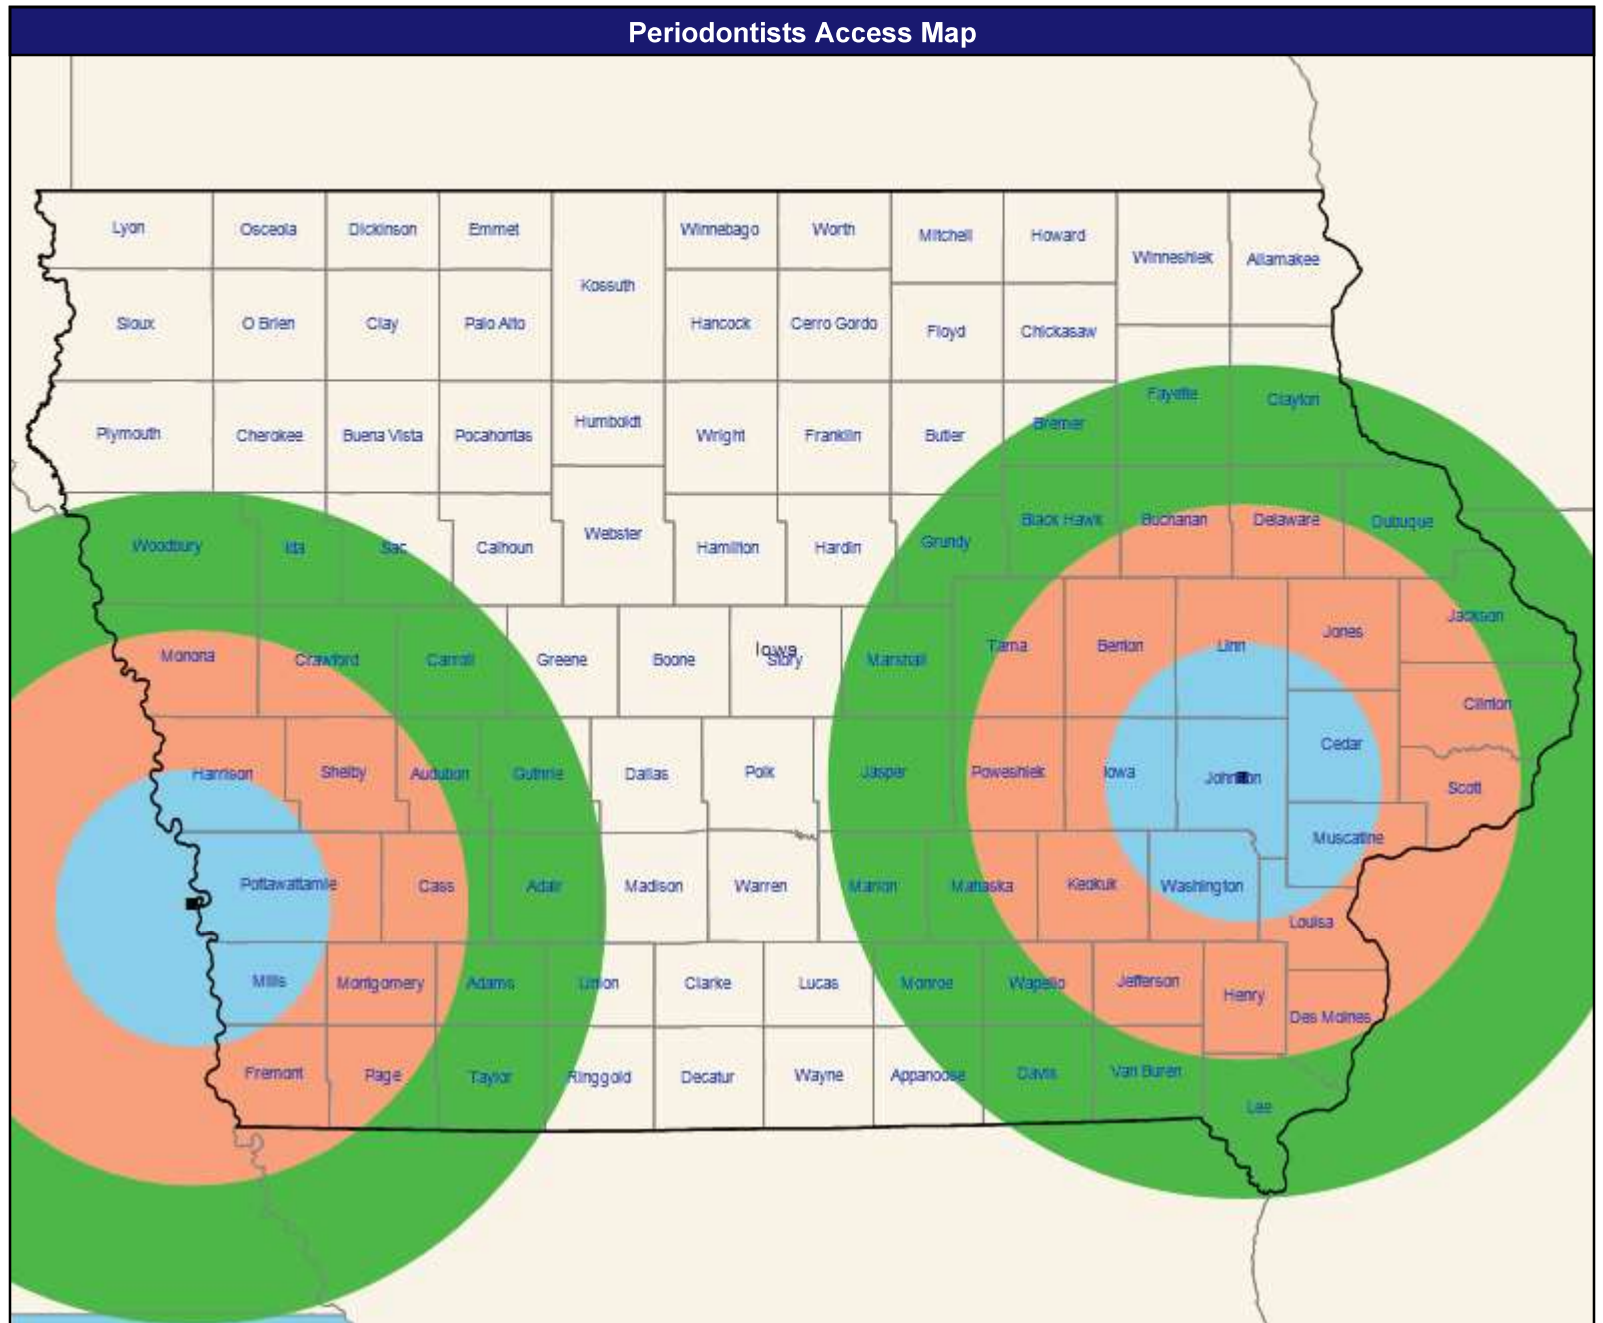 Periodontists Access Map
Lyon
Osceola
Dickinson
Emmet
Winnebago
Worth
Mitchell
Howard
Winneshiek
Allamakee
Kossuth
Sioux
O Brien
Clay
Palo Alto
Hancock
Cerro Gordo
Floyd
Chickasaw
Fayette
Clayton
Plymouth
Cherokee
Buena Vista
Pocahontas
Humboldt
Wright
Franklin
Butler
Bremer
Woodbury
Ida
Sac
Calhoun
Webster
Hamilton
Hardin
Grundy
Black Hawk
Buchanan
Delaware
Dubuque
Monona
Crawford
Carroll
Greene
Boone
Iowa
Story
Marshall
Tama
Benton
Linn
Jones
Jackson
Clinton
Harrison
Shelby
Audubon
Guthrie
Dallas
Polk
Jasper
Poweshiek
Iowa
Johnson
Cedar
Scott
Muscatine
Pottawattamie
Cass
Adair
Madison
Warren
Marion
Mahaska
Keokuk
Washington
Louisa
Mills
Montgomery
Adams
Union
Clarke
Lucas
Monroe
Wapello
Jefferson
Henry
Des Moines
Fremont
Page
Taylor
Ringgold
Decatur
Wayne
Appanoose
Davis
Van Buren
Lee